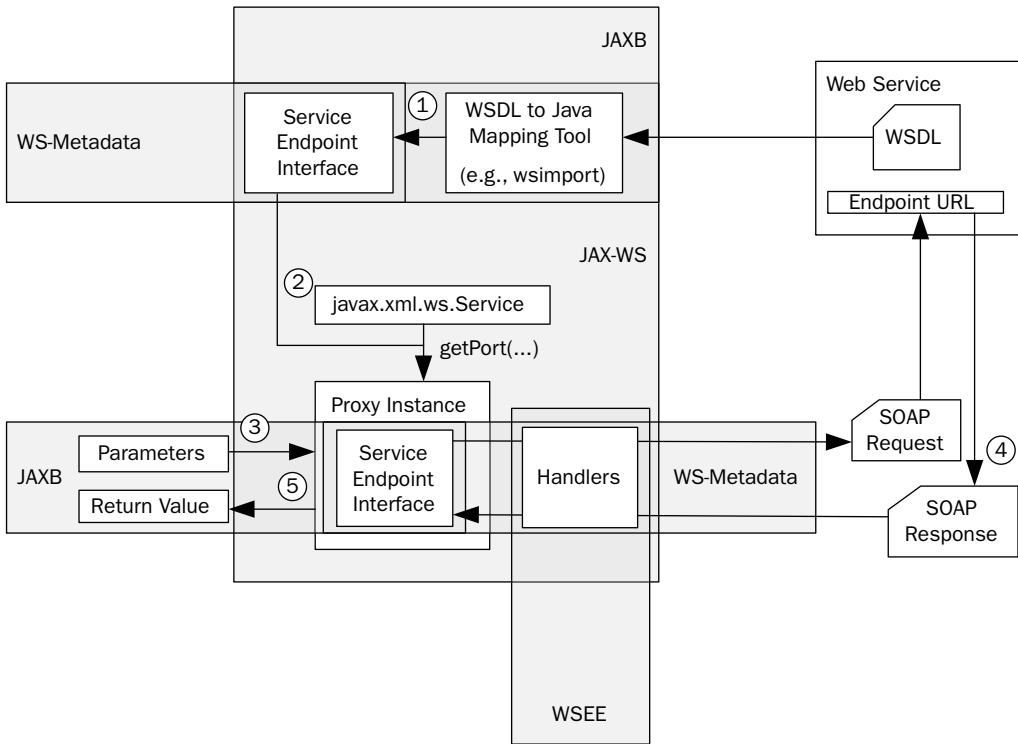 JAXB
Web Service
WSDL
Endpoint URL
WS-Metadata
Service
Endpoint
Interface
①
WSDL to Java
Mapping Tool
(e.g., wsimport)
JAX-WS
②
javax.xml.ws.Service
getPort(...)
Proxy Instance
JAXB
Parameters
③
Return Value
⑤
Service
Endpoint
Interface
Handlers
WS-Metadata
SOAP
Request
④
SOAP
Response
WSEE